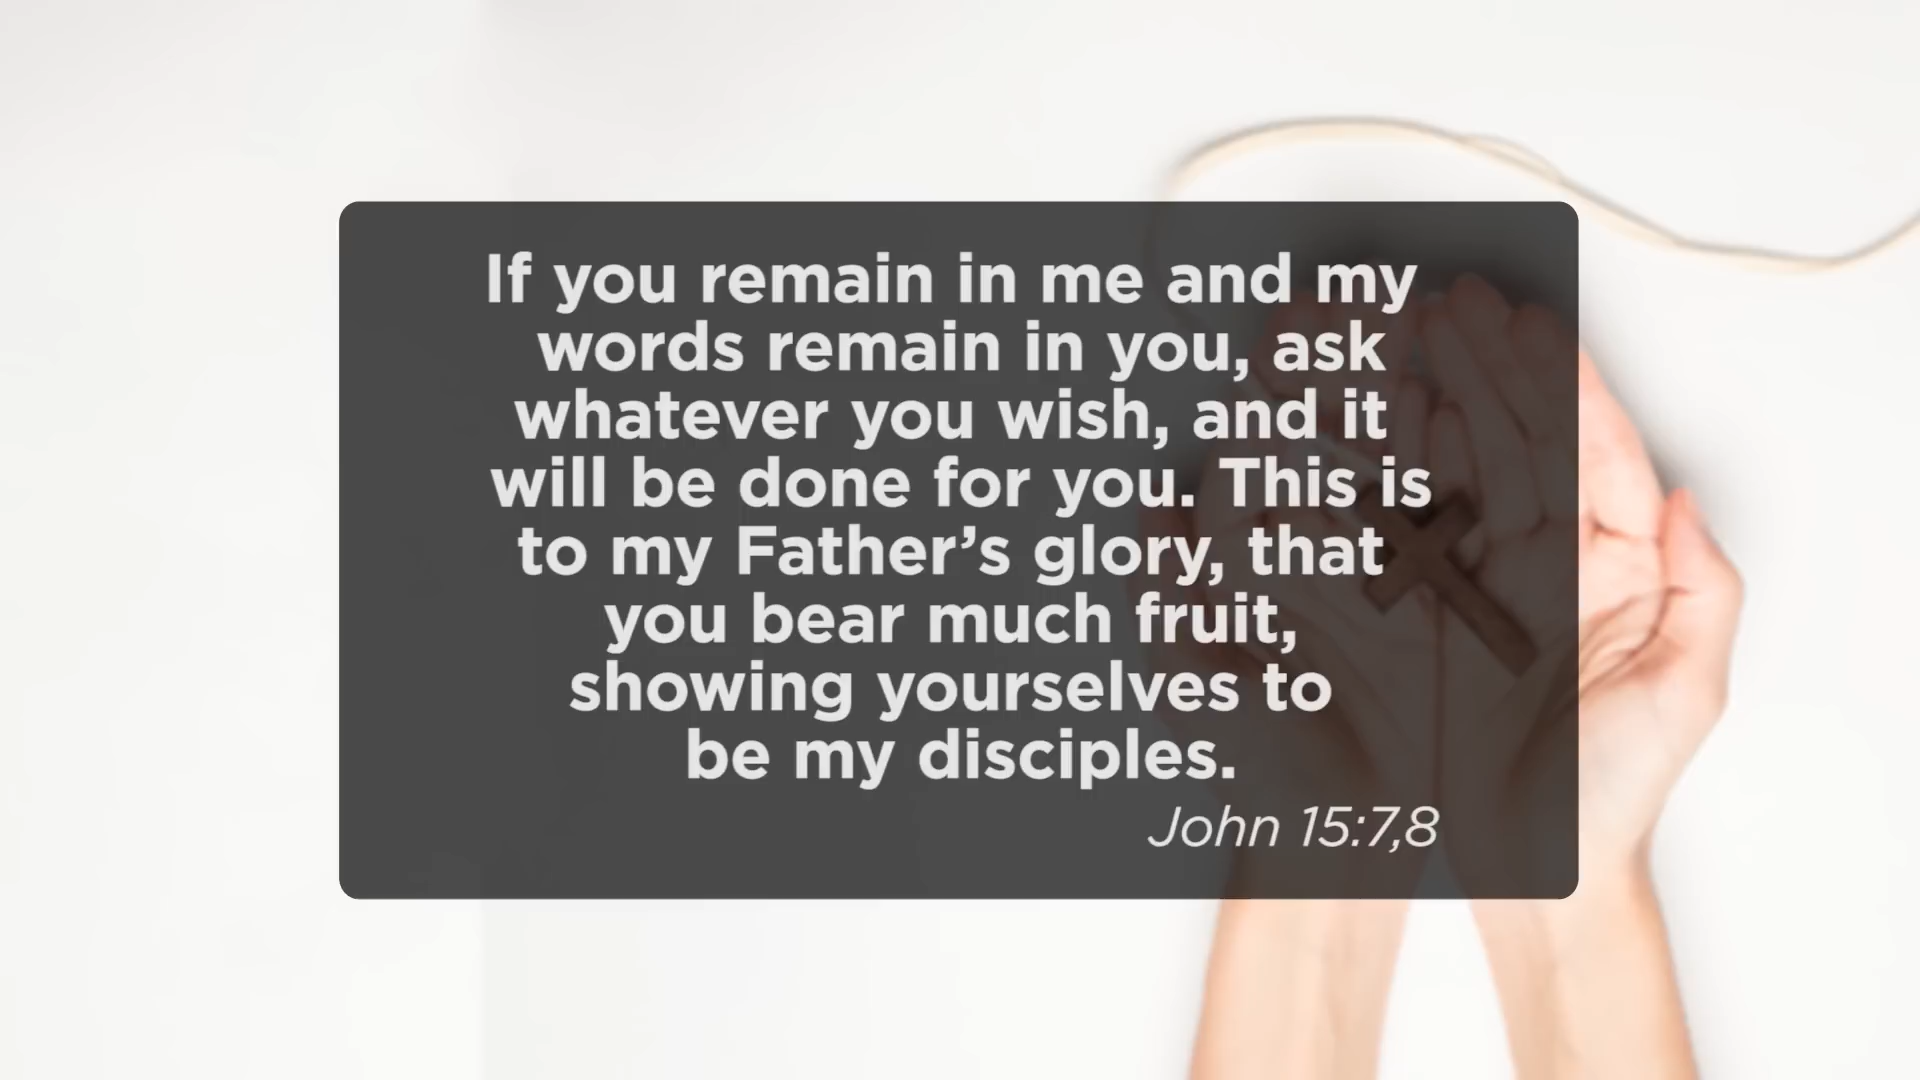 If you remain in me and my
words remain in you, ask
whatever you wish, and it
will be done for you. This is
to my Father’s glory, that
you bear much fruit,
showing yourselves to
be my disciples.
John 15:7,8